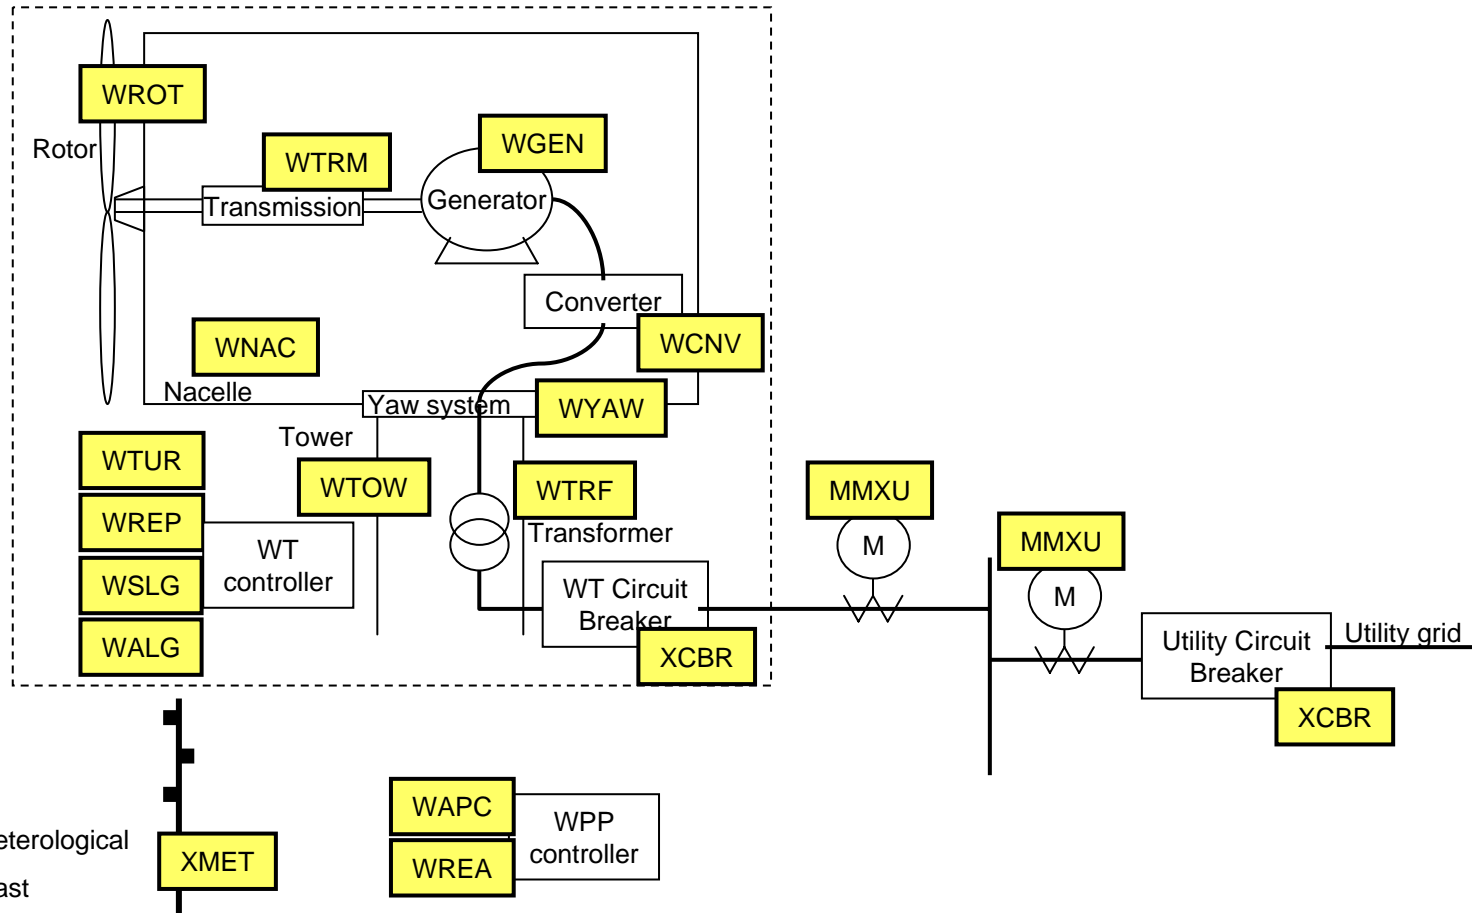 WROT
Rotor
WTRM
WGEN
Transmission
Generator
Converter
WCNV
WNAC
Nacelle
Yaw system
WYAW
Tower
WTUR
WTOW
WTRF
MMXU
WREP
WT
controller
Transformer
M
MMXU
WSLG
WT Circuit
Breaker
M
WALG
XCBR
Utility Circuit
Breaker
Utility grid
XCBR
WAPC
WPP
controller
eterological
XMET
WREA
ast